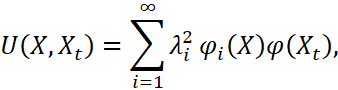 U(X, X_t) = \sum_{i=1}^{\infty} \lambda_i^2 \varphi_i(X)\varphi(X_t),